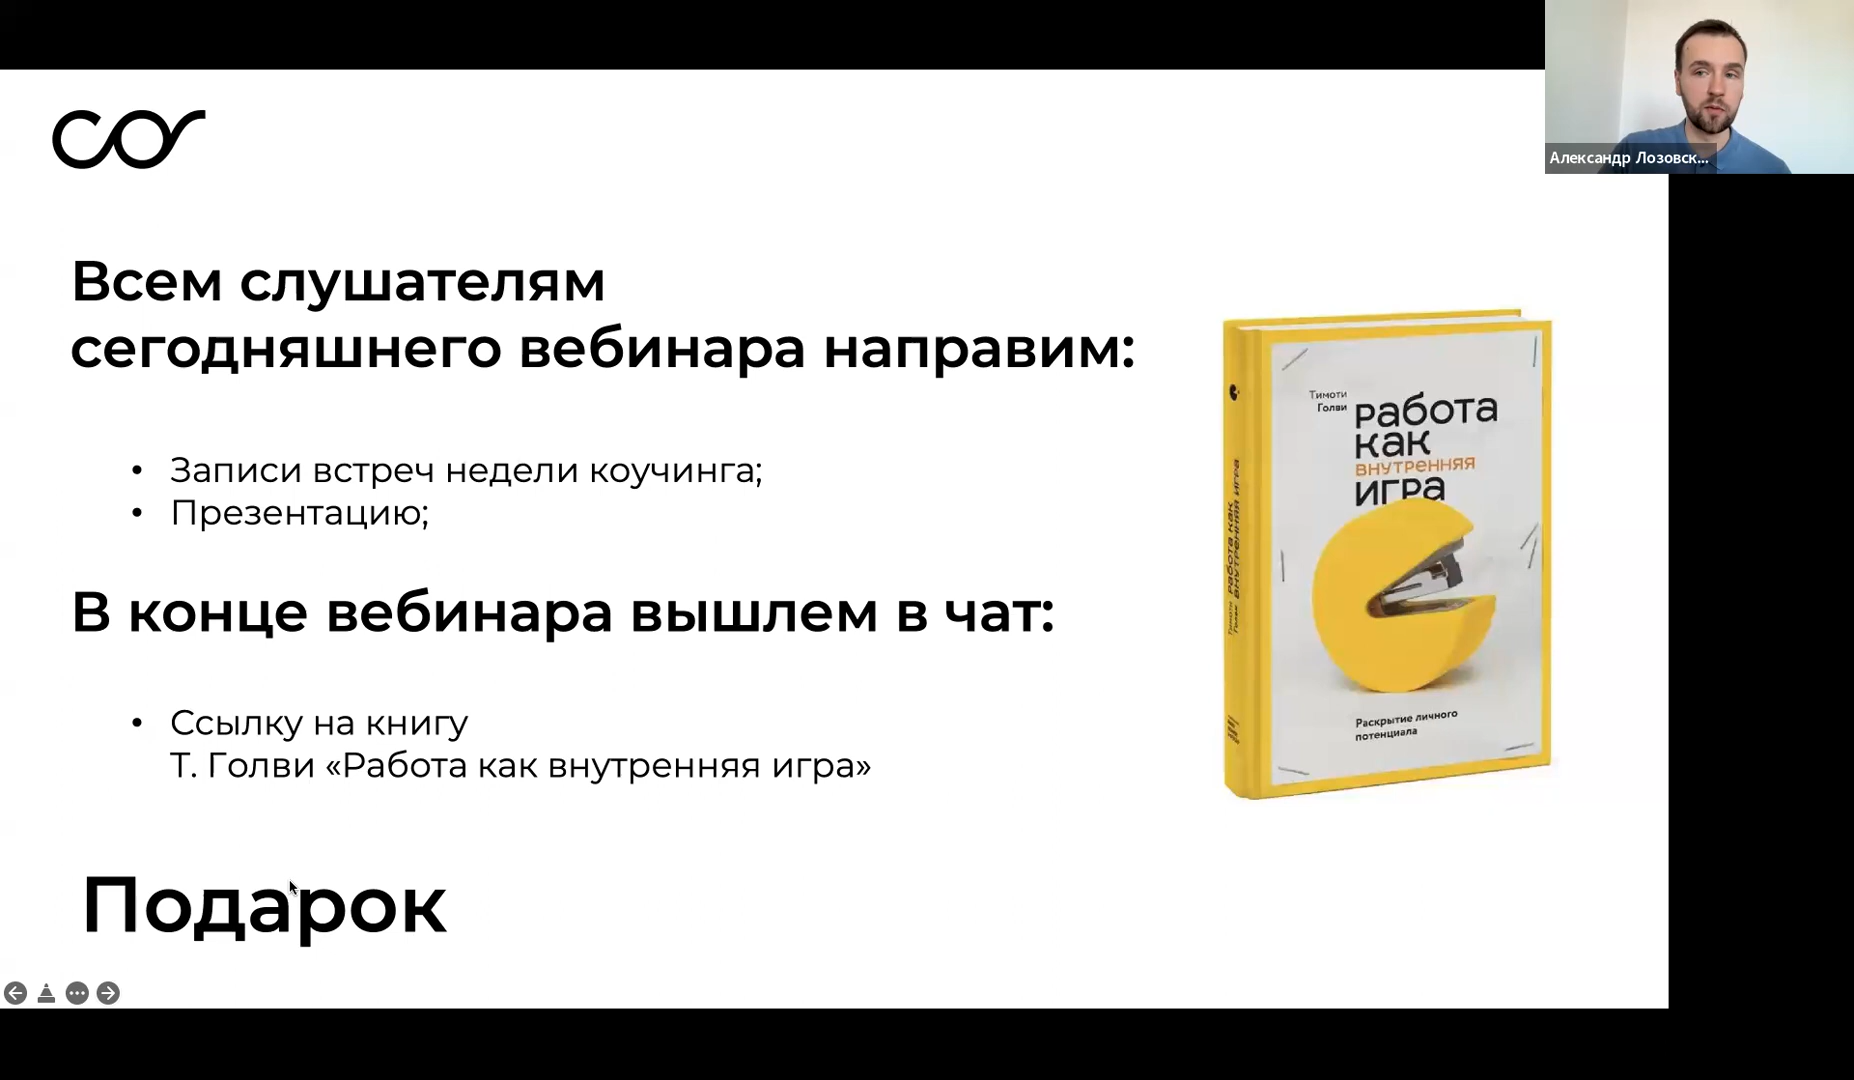 cor
Александр Лозовск...
Всем слушателям
сегодняшнего вебинара направим:
• Записи встреч недели коучинга;
• Презентацию;
В конце вебинара вышлем в чат:
• Ссылку на книгу
Т. Голви «Работа как внутренняя игра»
Подарок
Тимоти
Голви
Работа
как
внутренняя
игра
Раскрытие личного
потенциала
Тимоти Голви
Работа как
внутренняя игра